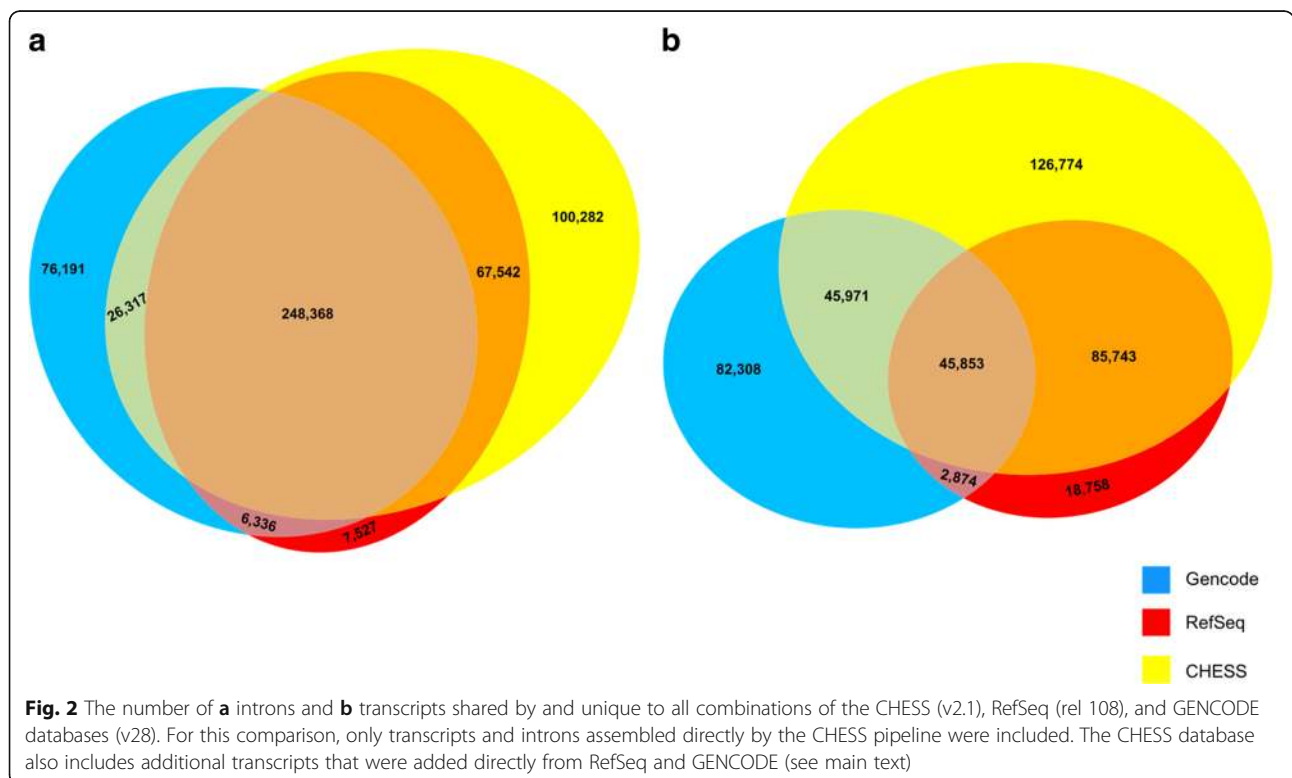 a
b
76,191
26,317
248,368
67,542
100,282
6,336
7,527
126,774
45,971
82,308
45,853
85,743
2,874
18,758
Gencode
RefSeq
CHESS
Fig. 2 The number of a introns and b transcripts shared by and unique to all combinations of the CHESS (v2.1), RefSeq (rel 108), and GENCODE
databases (v28). For this comparison, only transcripts and introns assembled directly by the CHESS pipeline were included. The CHESS database
also includes additional transcripts that were added directly from RefSeq and GENCODE (see main text)